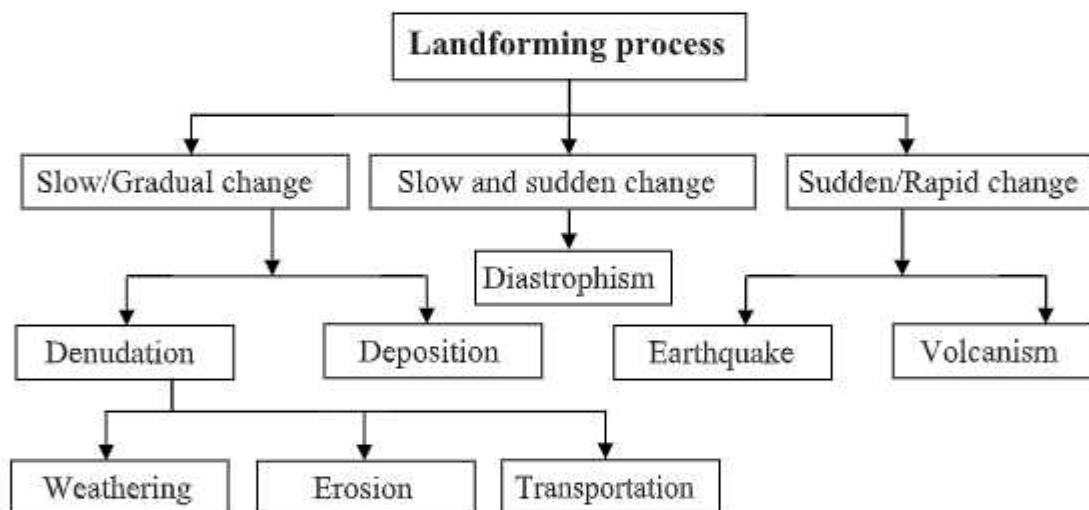 Landforming process
Slow/Gradual change
Slow and sudden change
Sudden/Rapid change
Diastrophism
Denudation
Deposition
Earthquake
Volcanism
Weathering
Erosion
Transportation